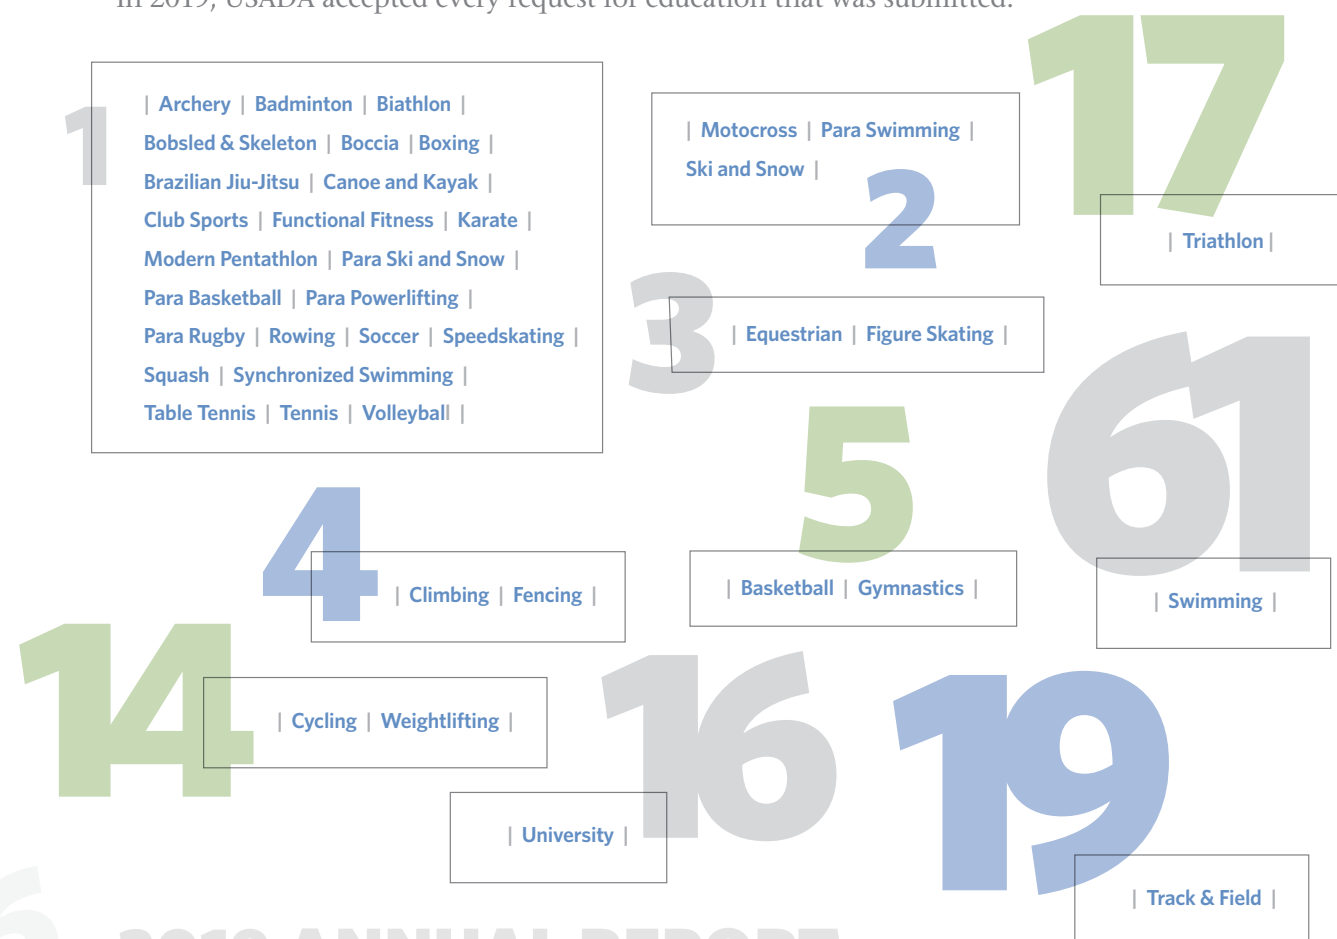 In 2019, USADA accepted every request for education that was submitted.
1
| Archery | Badminton | Biathlon |
Bobsled & Skeleton | Boccia | Boxing |
Brazilian Jiu-Jitsu | Canoe and Kayak |
Club Sports | Functional Fitness | Karate |
Modern Pentathlon | Para Ski and Snow |
Para Basketball | Para Powerlifting |
Para Rugby | Rowing | Soccer | Speedskating |
Squash | Synchronized Swimming |
Table Tennis | Tennis | Volleyball |
2
| Motocross | Para Swimming |
Ski and Snow |
17
| Triathlon |
3
| Equestrian | Figure Skating |
61
| Swimming |
5
| Basketball | Gymnastics |
4
| Climbing | Fencing |
14
| Cycling | Weightlifting |
16
| University |
19
| Track & Field |
6
2019 ANNUAL REPORT